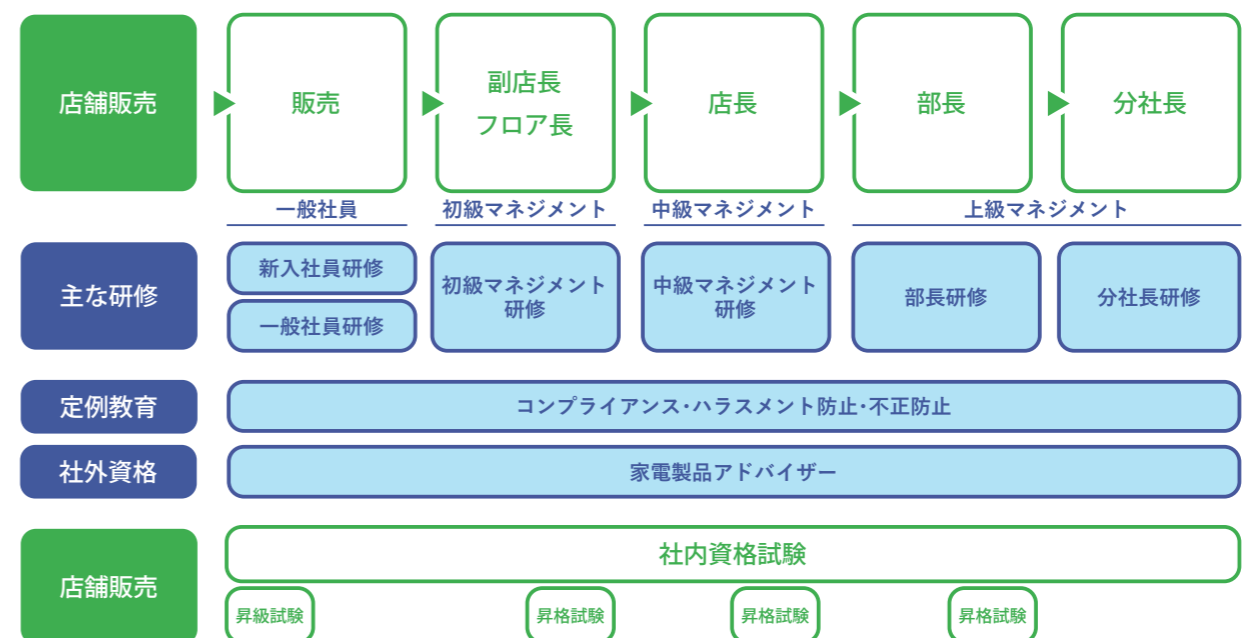 店舗販売
販売
副店長
フロア長
店長
部長
分社長
一般社員
初級マネジメント
中級マネジメント
上級マネジメント
主な研修
新入社員研修
一般社員研修
初級マネジメント
研修
中級マネジメント
研修
部長研修
分社長研修
定例教育
コンプライアンス・ハラスメント防止・不正防止
社外資格
家電製品アドバイザー
店舗販売
社内資格試験
昇級試験
昇格試験
昇格試験
昇格試験